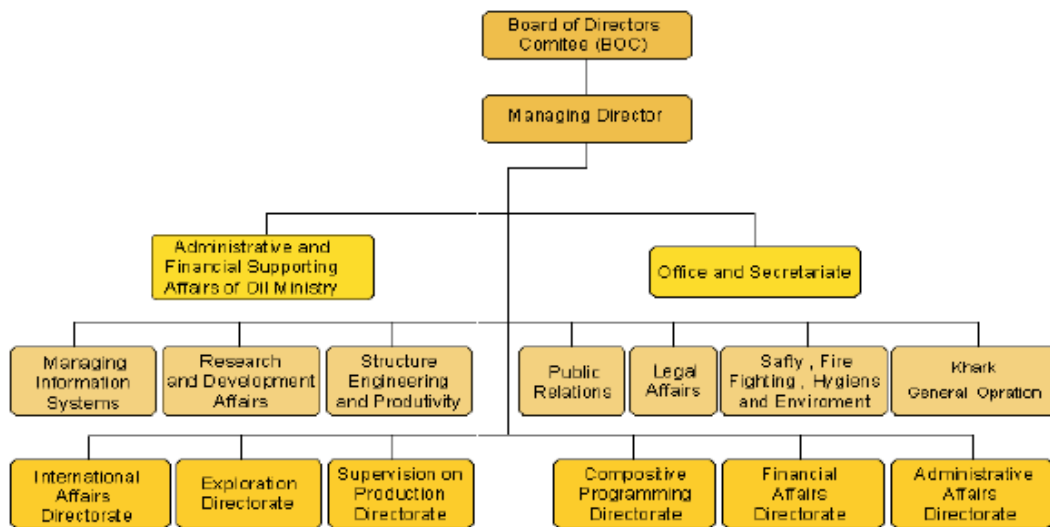 Board of Directors
Comitee (BOC)
Managing Director
Administrative and
Financial Supporting
Affairs of Oil Ministry
Office and Secretariate
Managing
Information
Systems
Research
and Development
Affairs
Structure
Engineering
and Produtivity
Public
Relations
Legal
Affairs
Safly , Fire
Fighting , Hygiens
and Enviroment
Khark
General Opration
International
Affairs
Directorate
Exploration
Directorate
Supervision on
Production
Directorate
Compositive
Programming
Directorate
Financial
Affairs
Directorate
Administrative
Affairs
Directorate